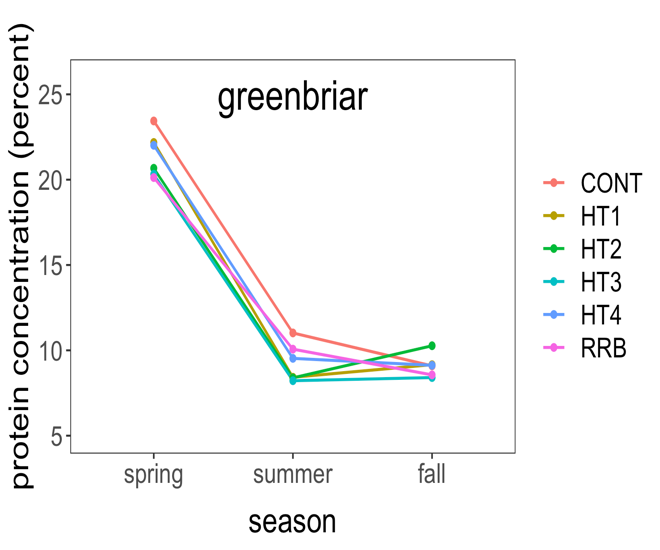 greenbriar
protein concentration (percent)
25
20
15
10
5
spring summer fall
season
CONT
HT1
HT2
HT3
HT4
RRB